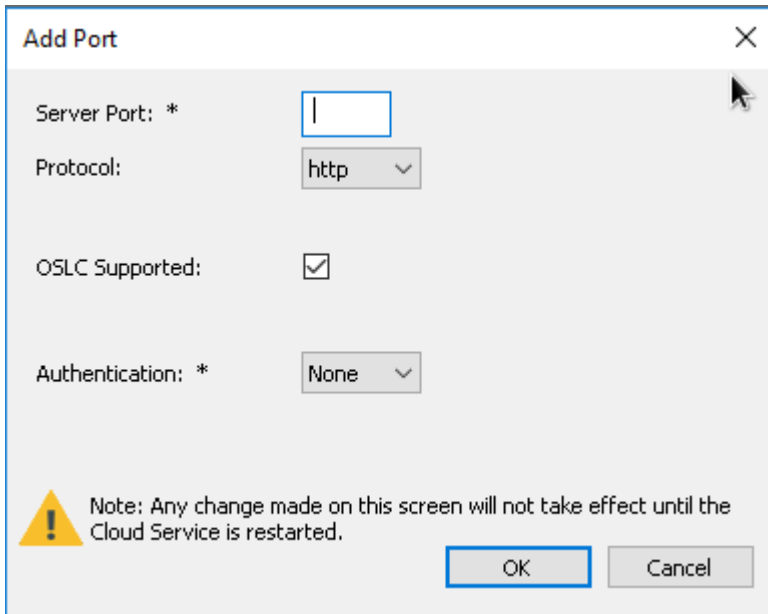 Add Port
Server Port: *
Protocol: http
OSLC Supported:
Authentication: * None
Note: Any change made on this screen will not take effect until the
Cloud Service is restarted.
OK Cancel